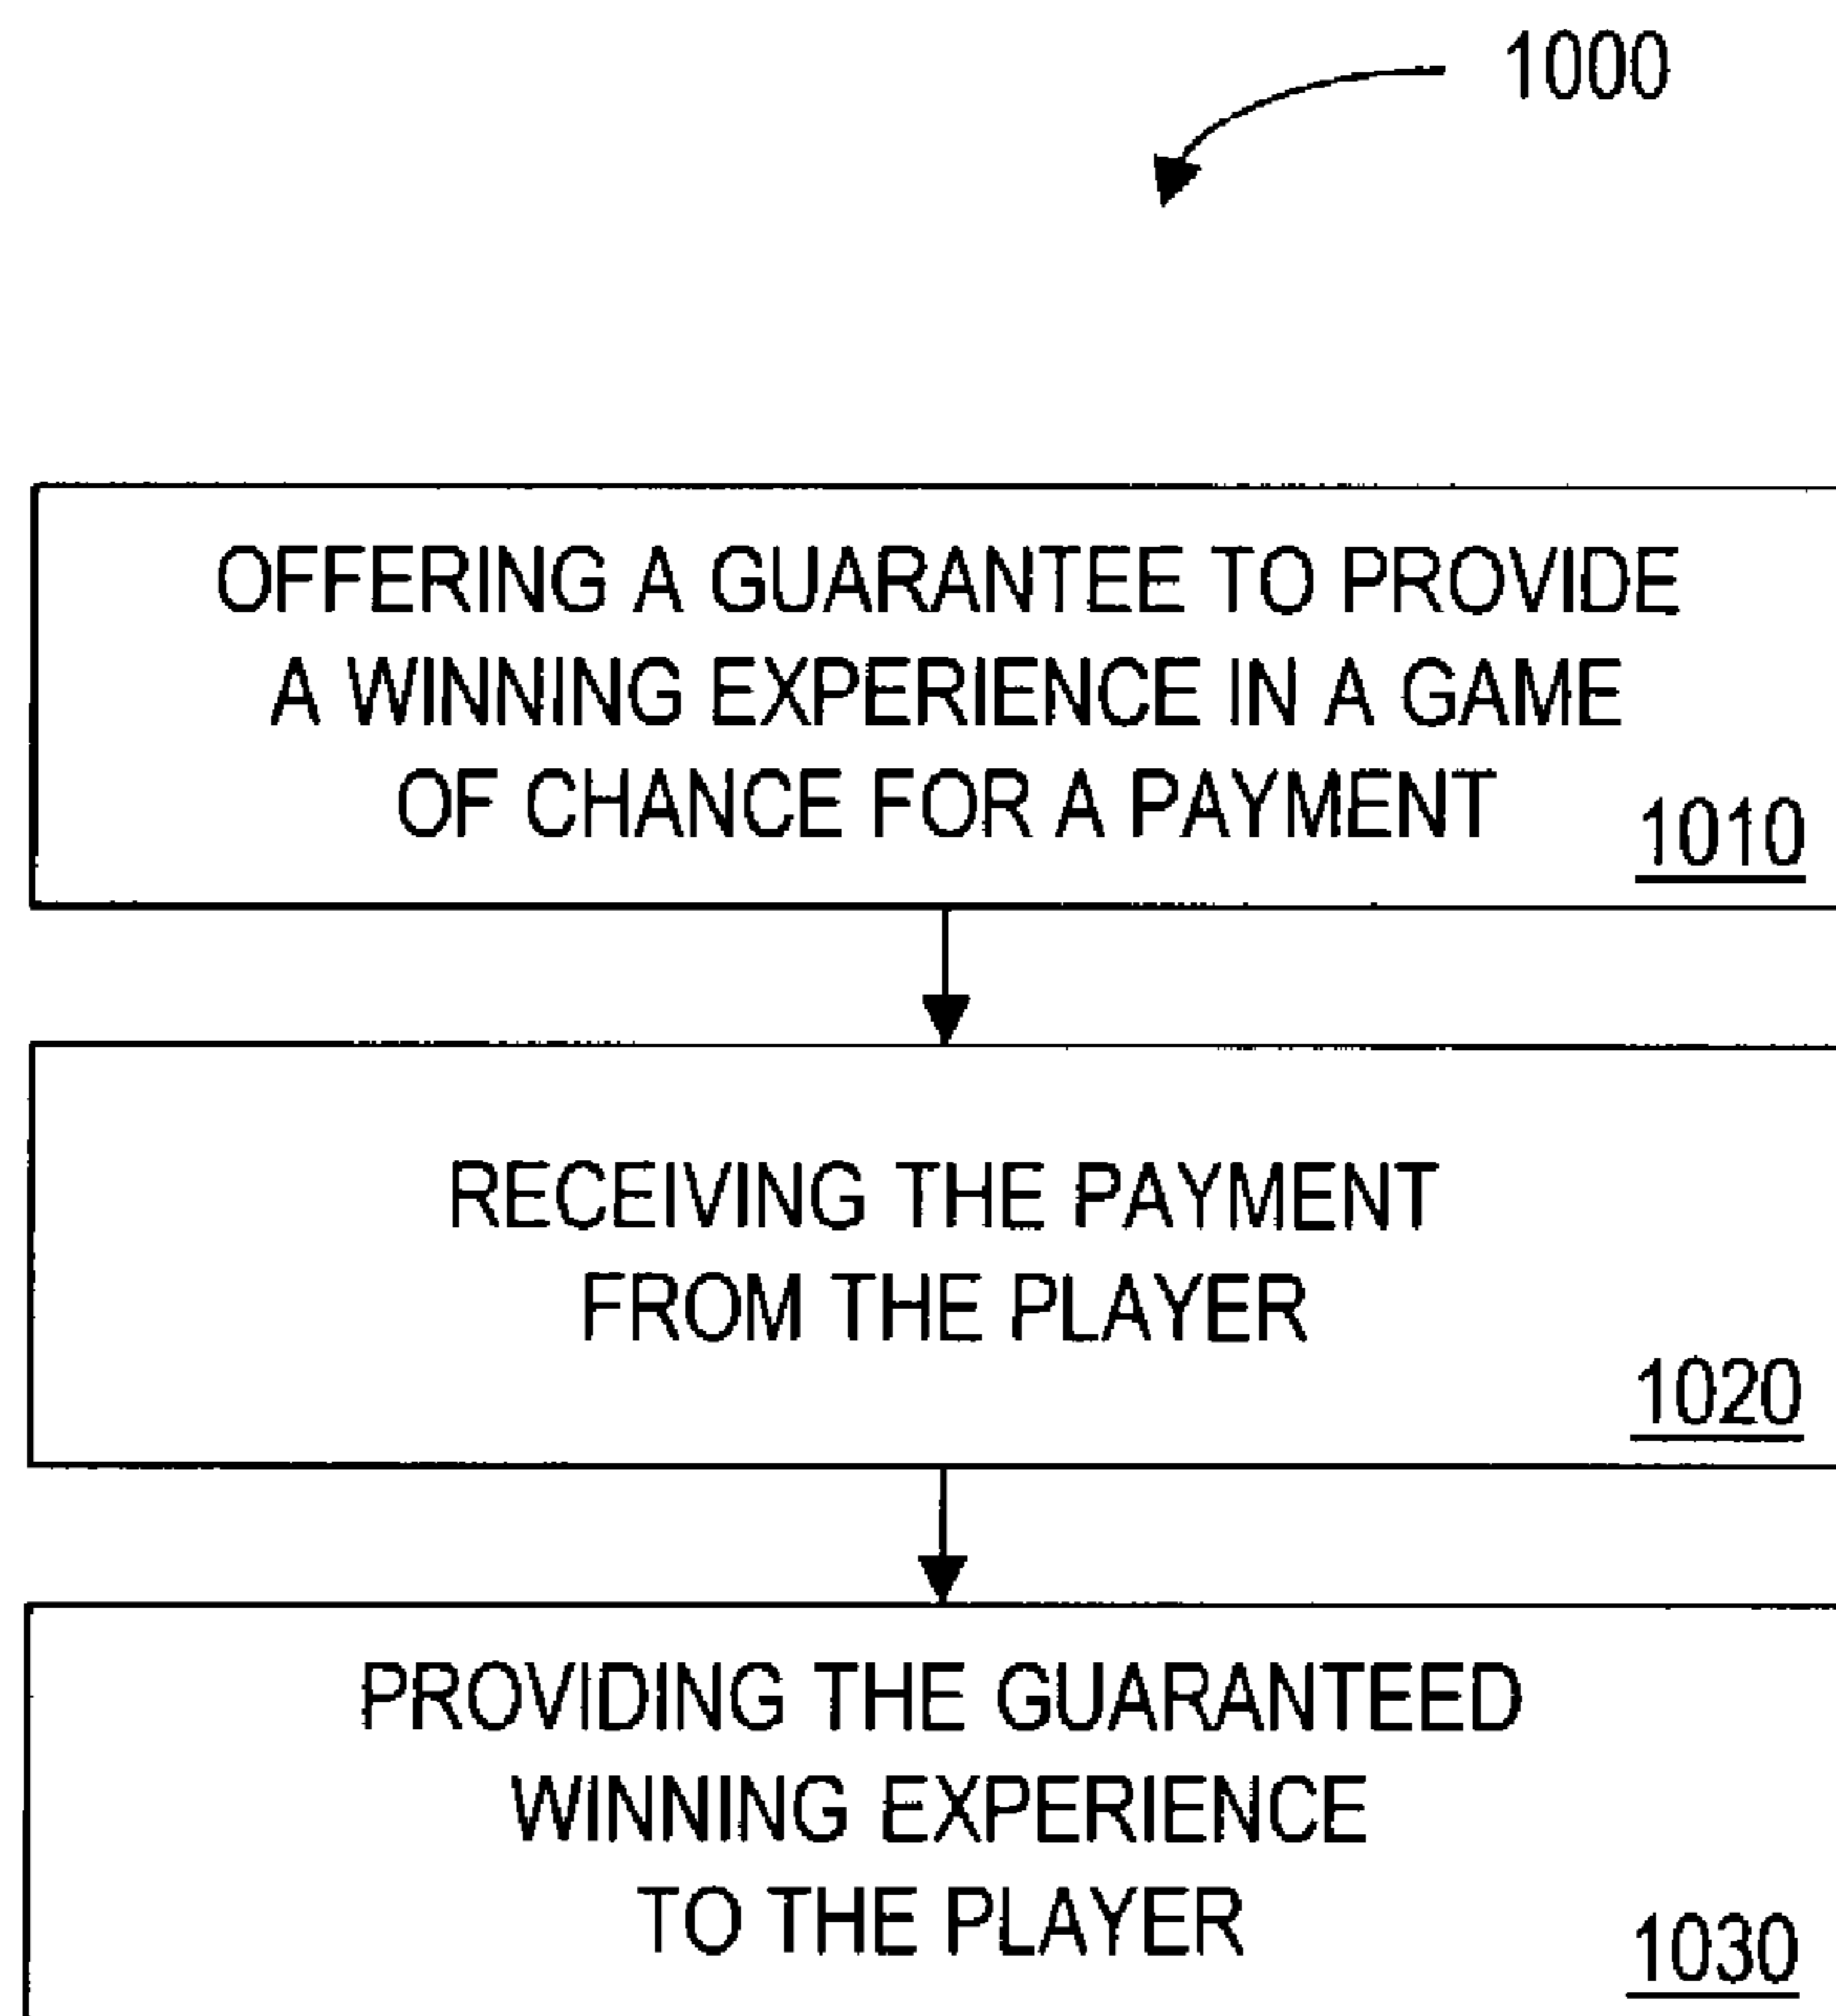 1000
OFFERING A GUARANTEE TO PROVIDE
A WINNING EXPERIENCE IN A GAME
OF CHANCE FOR A PAYMENT
1010
RECEIVING THE PAYMENT
FROM THE PLAYER
1020
PROVIDING THE GUARANTEED
WINNING EXPERIENCE
TO THE PLAYER
1030